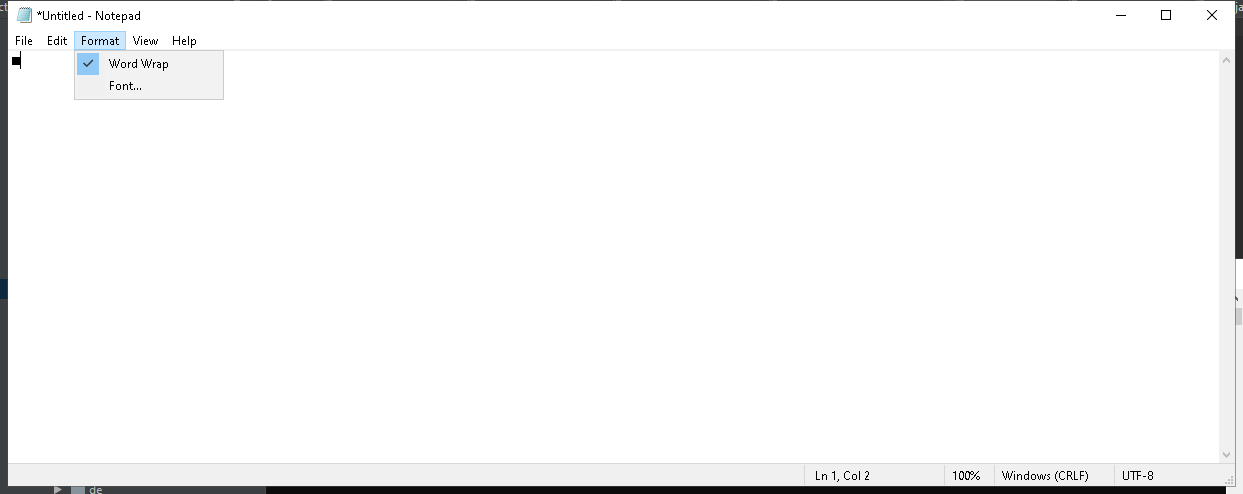 *Untitled - Notepad
File Edit Format View Help
■
Word Wrap
Font...
Ln 1, Col 2 100% Windows (CRLF) UTF-8
de